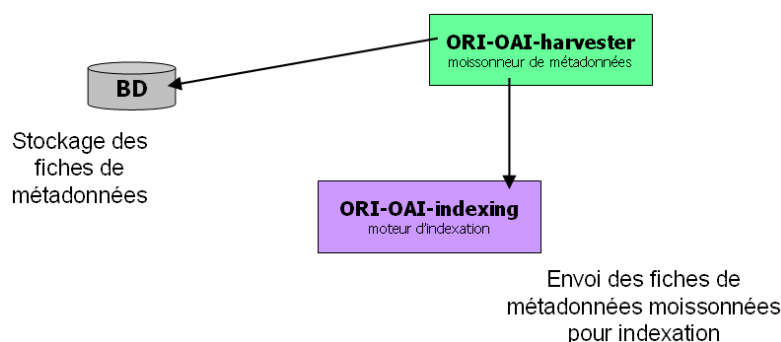 ORI-OAI-harvester
moissonneur de métadonnées
BD
Stockage des
fiches de
métadonnées
ORI-OAI-indexing
moteur d'indexation
Envoi des fiches de
métadonnées moissonnées
pour indexation